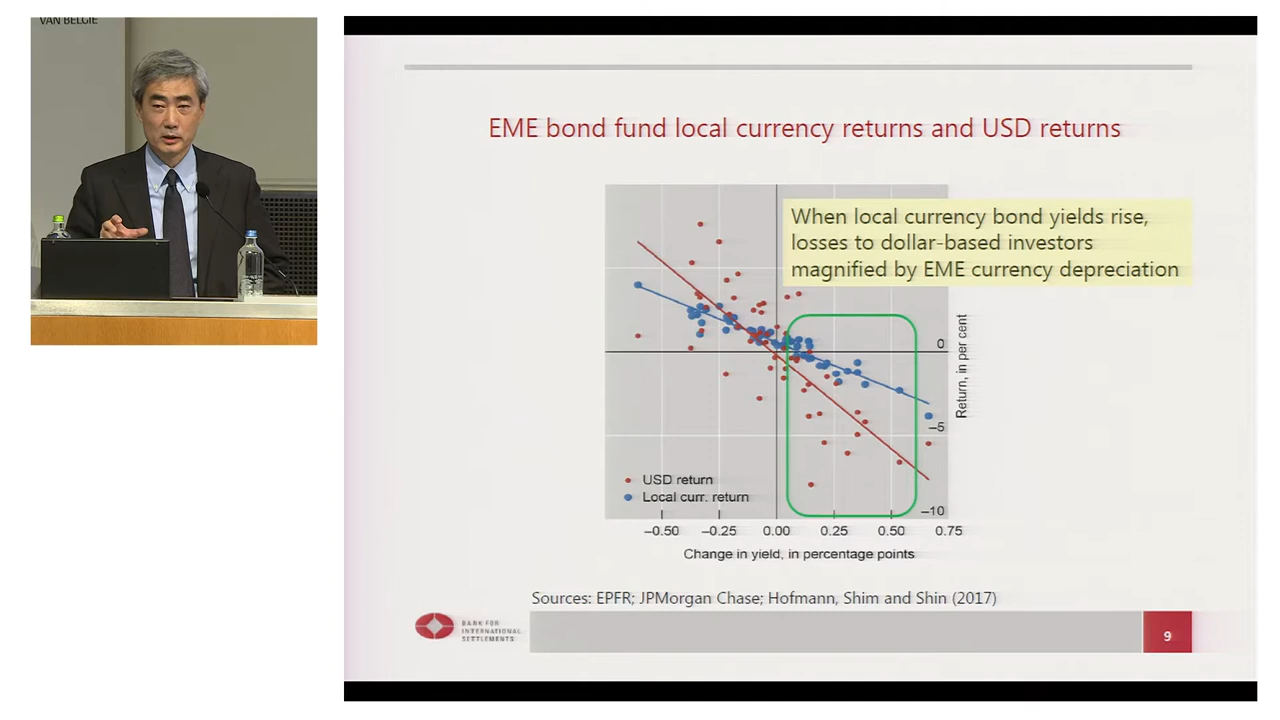 VAN BELGIE
EME bond fund local currency returns and USD returns
When local currency bond yields rise,
losses to dollar-based investors
magnified by EME currency depreciation
0
–5
–10
Return, in per cent
USD return
Local curr. return
–0.50 –0.25 0.00 0.25 0.50 0.75
Change in yield, in percentage points
Sources: EPFR; JPMorgan Chase; Hofmann, Shim and Shin (2017)
BANK FOR
INTERNATIONAL
SETTLEMENTS
9